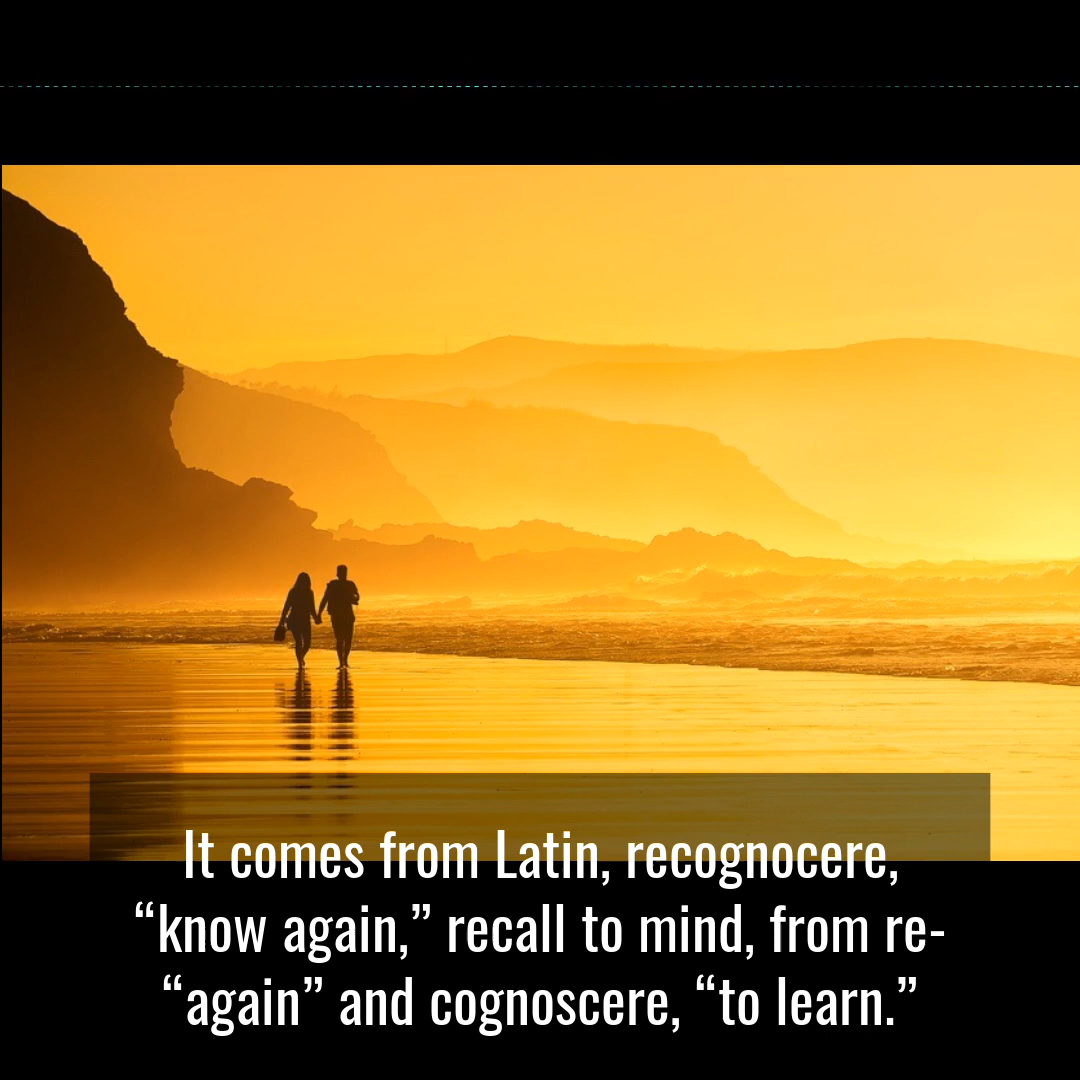 It comes from Latin, recognocere,
“know again,” recall to mind, from re-
“again” and cognoscere, “to learn.”